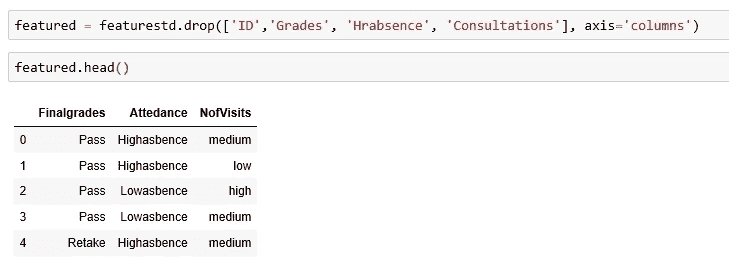 featured = featurestd.drop(['ID','Grades', 'Hrabsence', 'Consultations'], axis='columns')
featured.head()
Finalgrades Attedance NofVisits
0 Pass Highasbence medium
1 Pass Highasbence low
2 Pass Lowasbence high
3 Pass Lowasbence medium
4 Retake Highasbence medium